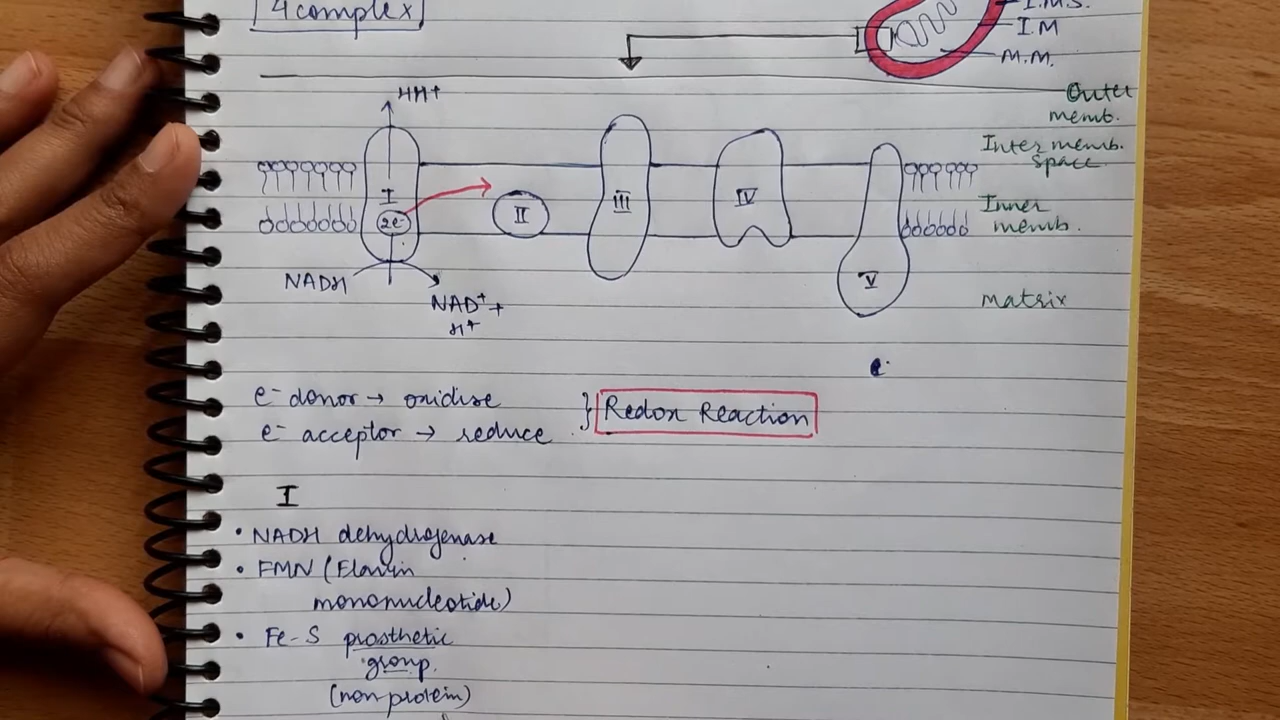 4 complex
I.M.S.
I.M
M.M.
Outer
memb.
4H+
Inter memb.
Space
I
II
III
IV
2e-
Inner
memb.
NADH
NAD+ +
H+
V
Matrix
e- donor → oxidise
e- acceptor → reduce
} Redox Reaction
I
• NADH dehydrogenase
• FMN (Flavin
mononucleotide)
• Fe-S prosthetic
group.
(non protein)